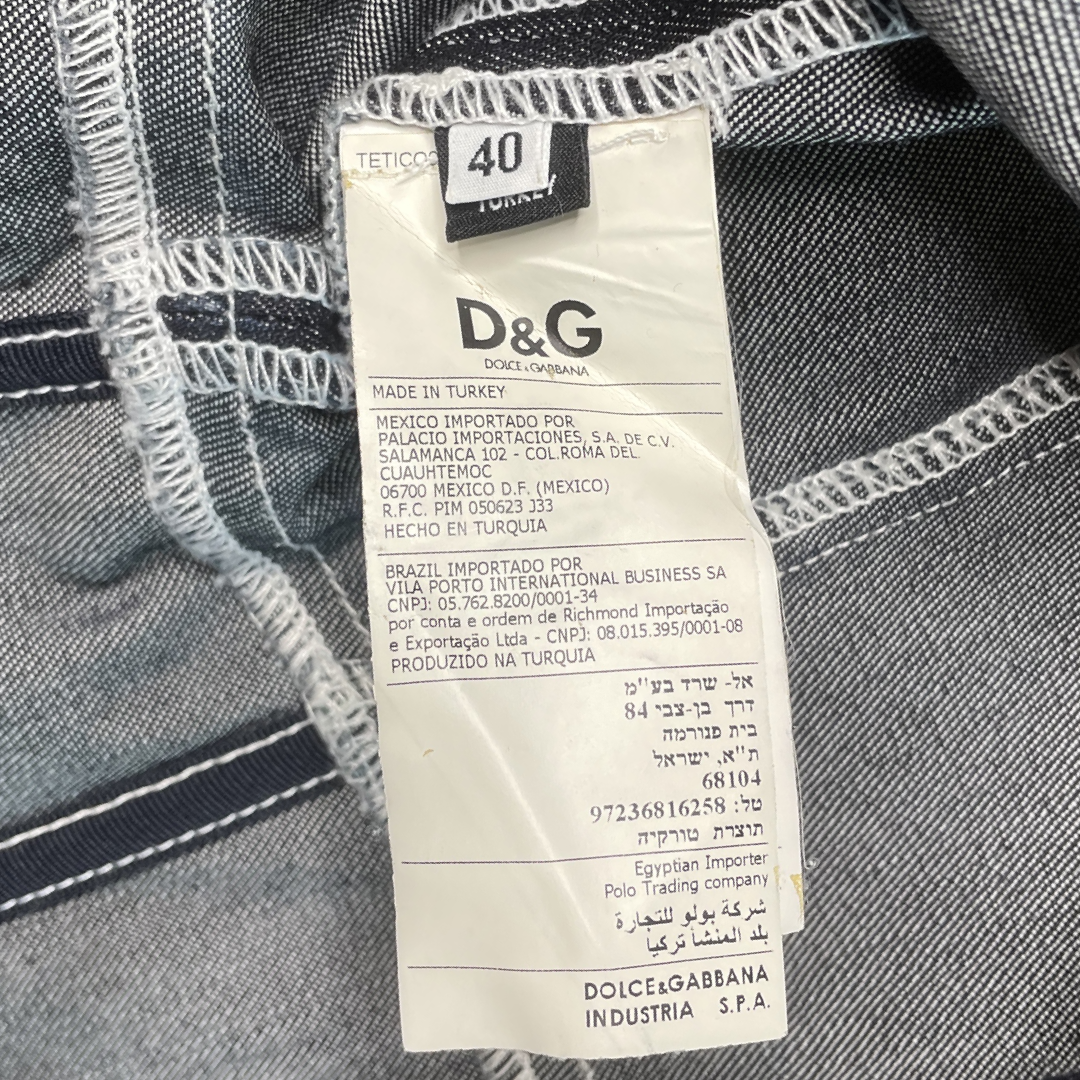 40
TURKEY
D&G
DOLCE & GABBANA
MADE IN TURKEY
MEXICO IMPORTADO POR
PALACIO IMPORTACIONES, S.A. DE C.V.
SALAMANCA 102 - COL.ROMA DEL.
CUAUHTEMOC
06700 MEXICO D.F. (MEXICO)
R.F.C. PIM 050623 J33
HECHO EN TURQUIA
BRAZIL IMPORTADO POR
VILA PORTO INTERNATIONAL BUSINESS SA
CNPJ: 05.762.8200/0001-34
por conta e ordem de Richmond Importação
e Exportação Ltda - CNPJ: 08.015.395/0001-08
PRODUZIDO NA TURQUIA
אל- שרד בע"מ
דרך בן-צבי 84
בית פנורמה
ת"א, ישראל
68104
טל: 97236816258
תוצרת טורקיה
Egyptian Importer
Polo Trading company
شركة بولو للتجارة
بلد المنشأ تركيا
DOLCE&GABBANA
INDUSTRIA S.P.A.